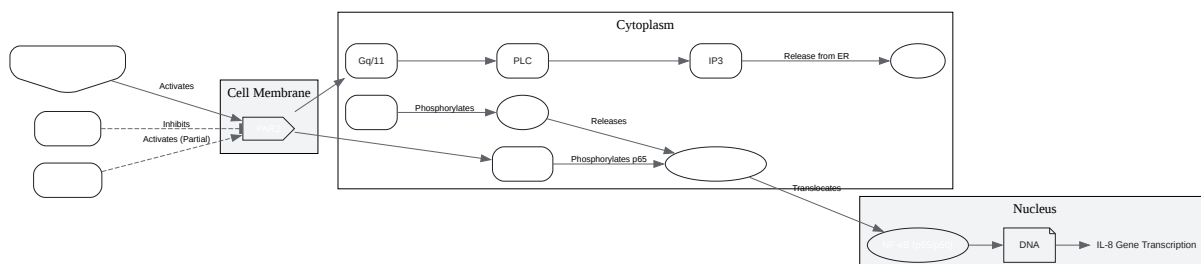 Cytoplasm
Gq/11
PLC
IP3
Release from ER
Activates
Cell Membrane
Inhibits
Activates (Partial)
Phosphorylates
Releases
Phosphorylates p65
Translocates
Nucleus
DNA
IL-8 Gene Transcription